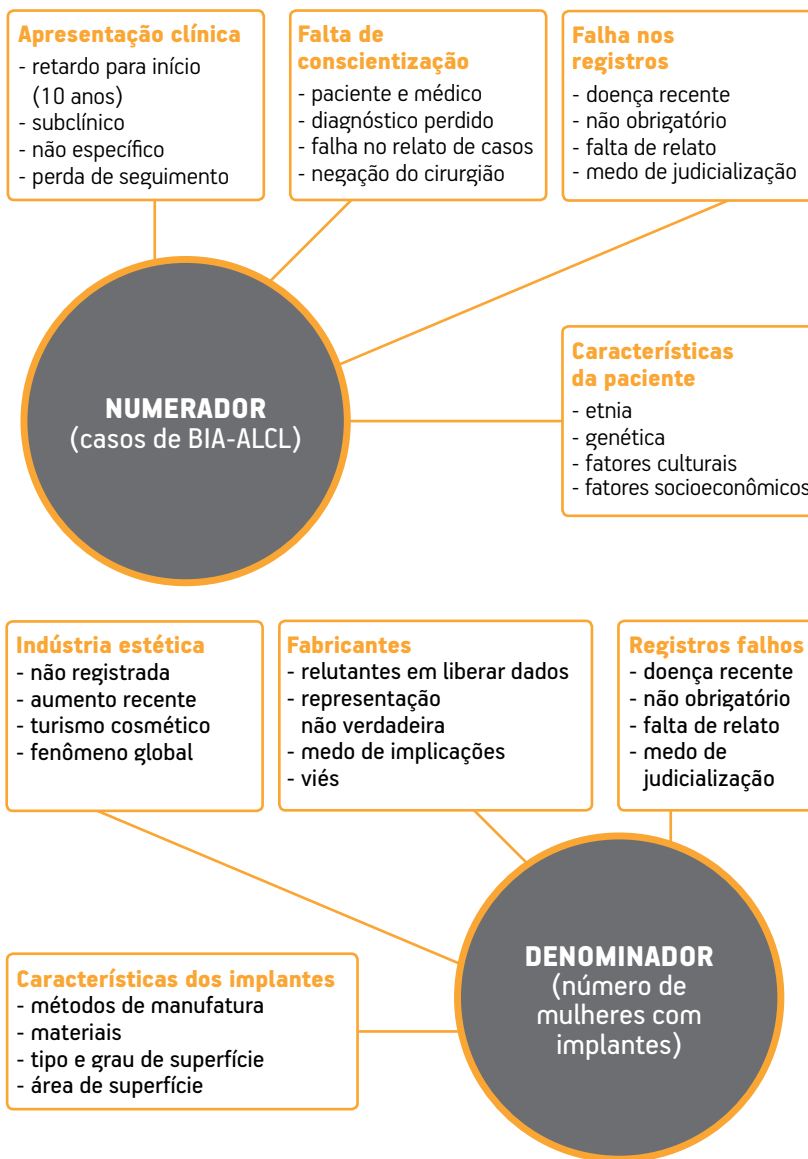 Apresentação clínica
- retardo para início
(10 anos)
- subclínico
- não específico
- perda de seguimento
Falta de
conscientização
- paciente e médico
- diagnóstico perdido
- falha no relato de casos
- negação do cirurgião
Falha nos
registros
- doença recente
- não obrigatório
- falta de relato
- medo de judicialização
NUMERADOR
(casos de BIA-ALCL)
Características
da paciente
- etnia
- genética
- fatores culturais
- fatores socioeconômicos
Indústria estética
- não registrada
- aumento recente
- turismo cosmético
- fenômeno global
Fabricantes
- relutantes em liberar dados
- representação
não verdadeira
- medo de implicações
- viés
Registros falhos
- doença recente
- não obrigatório
- falta de relato
- medo de
judicialização
DENOMINADOR
(número de
mulheres com
implantes)
Características dos implantes
- métodos de manufatura
- materiais
- tipo e grau de superfície
- área de superfície